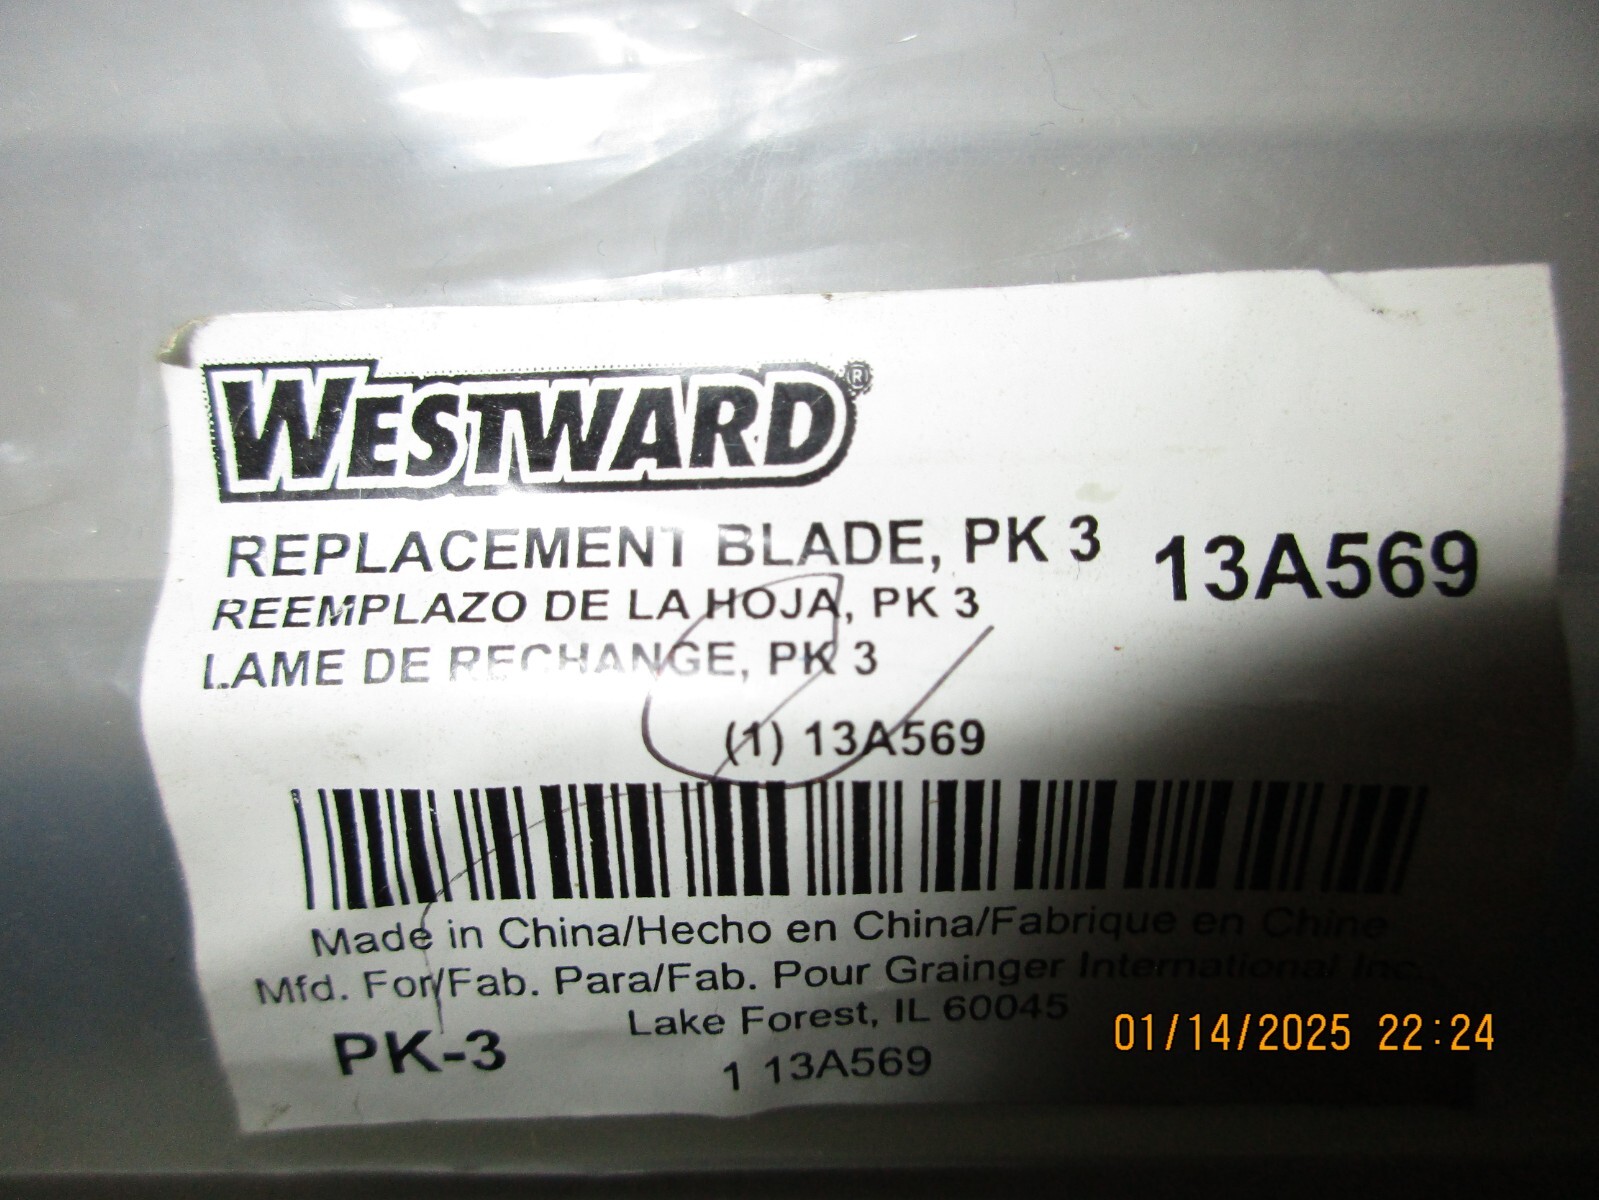 WESTWARD®
REPLACEMENT BLADE, PK 3 13A569
REEMPLAZO DE LA HOJA, PK 3
LAME DE RECHANGE, PK 3
(1) 13A569
Made in China/Hecho en China/Fabrique en Chine
Mfd. For/Fab. Para/Fab. Pour Grainger International Inc.
Lake Forest, IL 60045
PK-3
1 13A569
01/14/2025 22:24